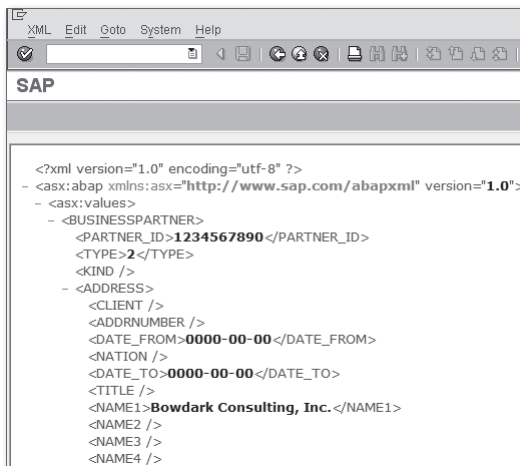 XML Edit Goto System Help
SAP
<?xml version="1.0" encoding="utf-8" ?>
- <asx:abap xmlns:asx="http://www.sap.com/abapxml" version="1.0">
- <asx:values>
- <BUSINESSPARTNER>
<PARTNER_ID>1234567890</PARTNER_ID>
<TYPE>2</TYPE>
<KIND />
- <ADDRESS>
<CLIENT />
<ADDRNUMBER />
<DATE_FROM>0000-00-00</DATE_FROM>
<NATION />
<DATE_TO>0000-00-00</DATE_TO>
<TITLE />
<NAME1>Bowdark Consulting, Inc.</NAME1>
<NAME2 />
<NAME3 />
<NAME4 />